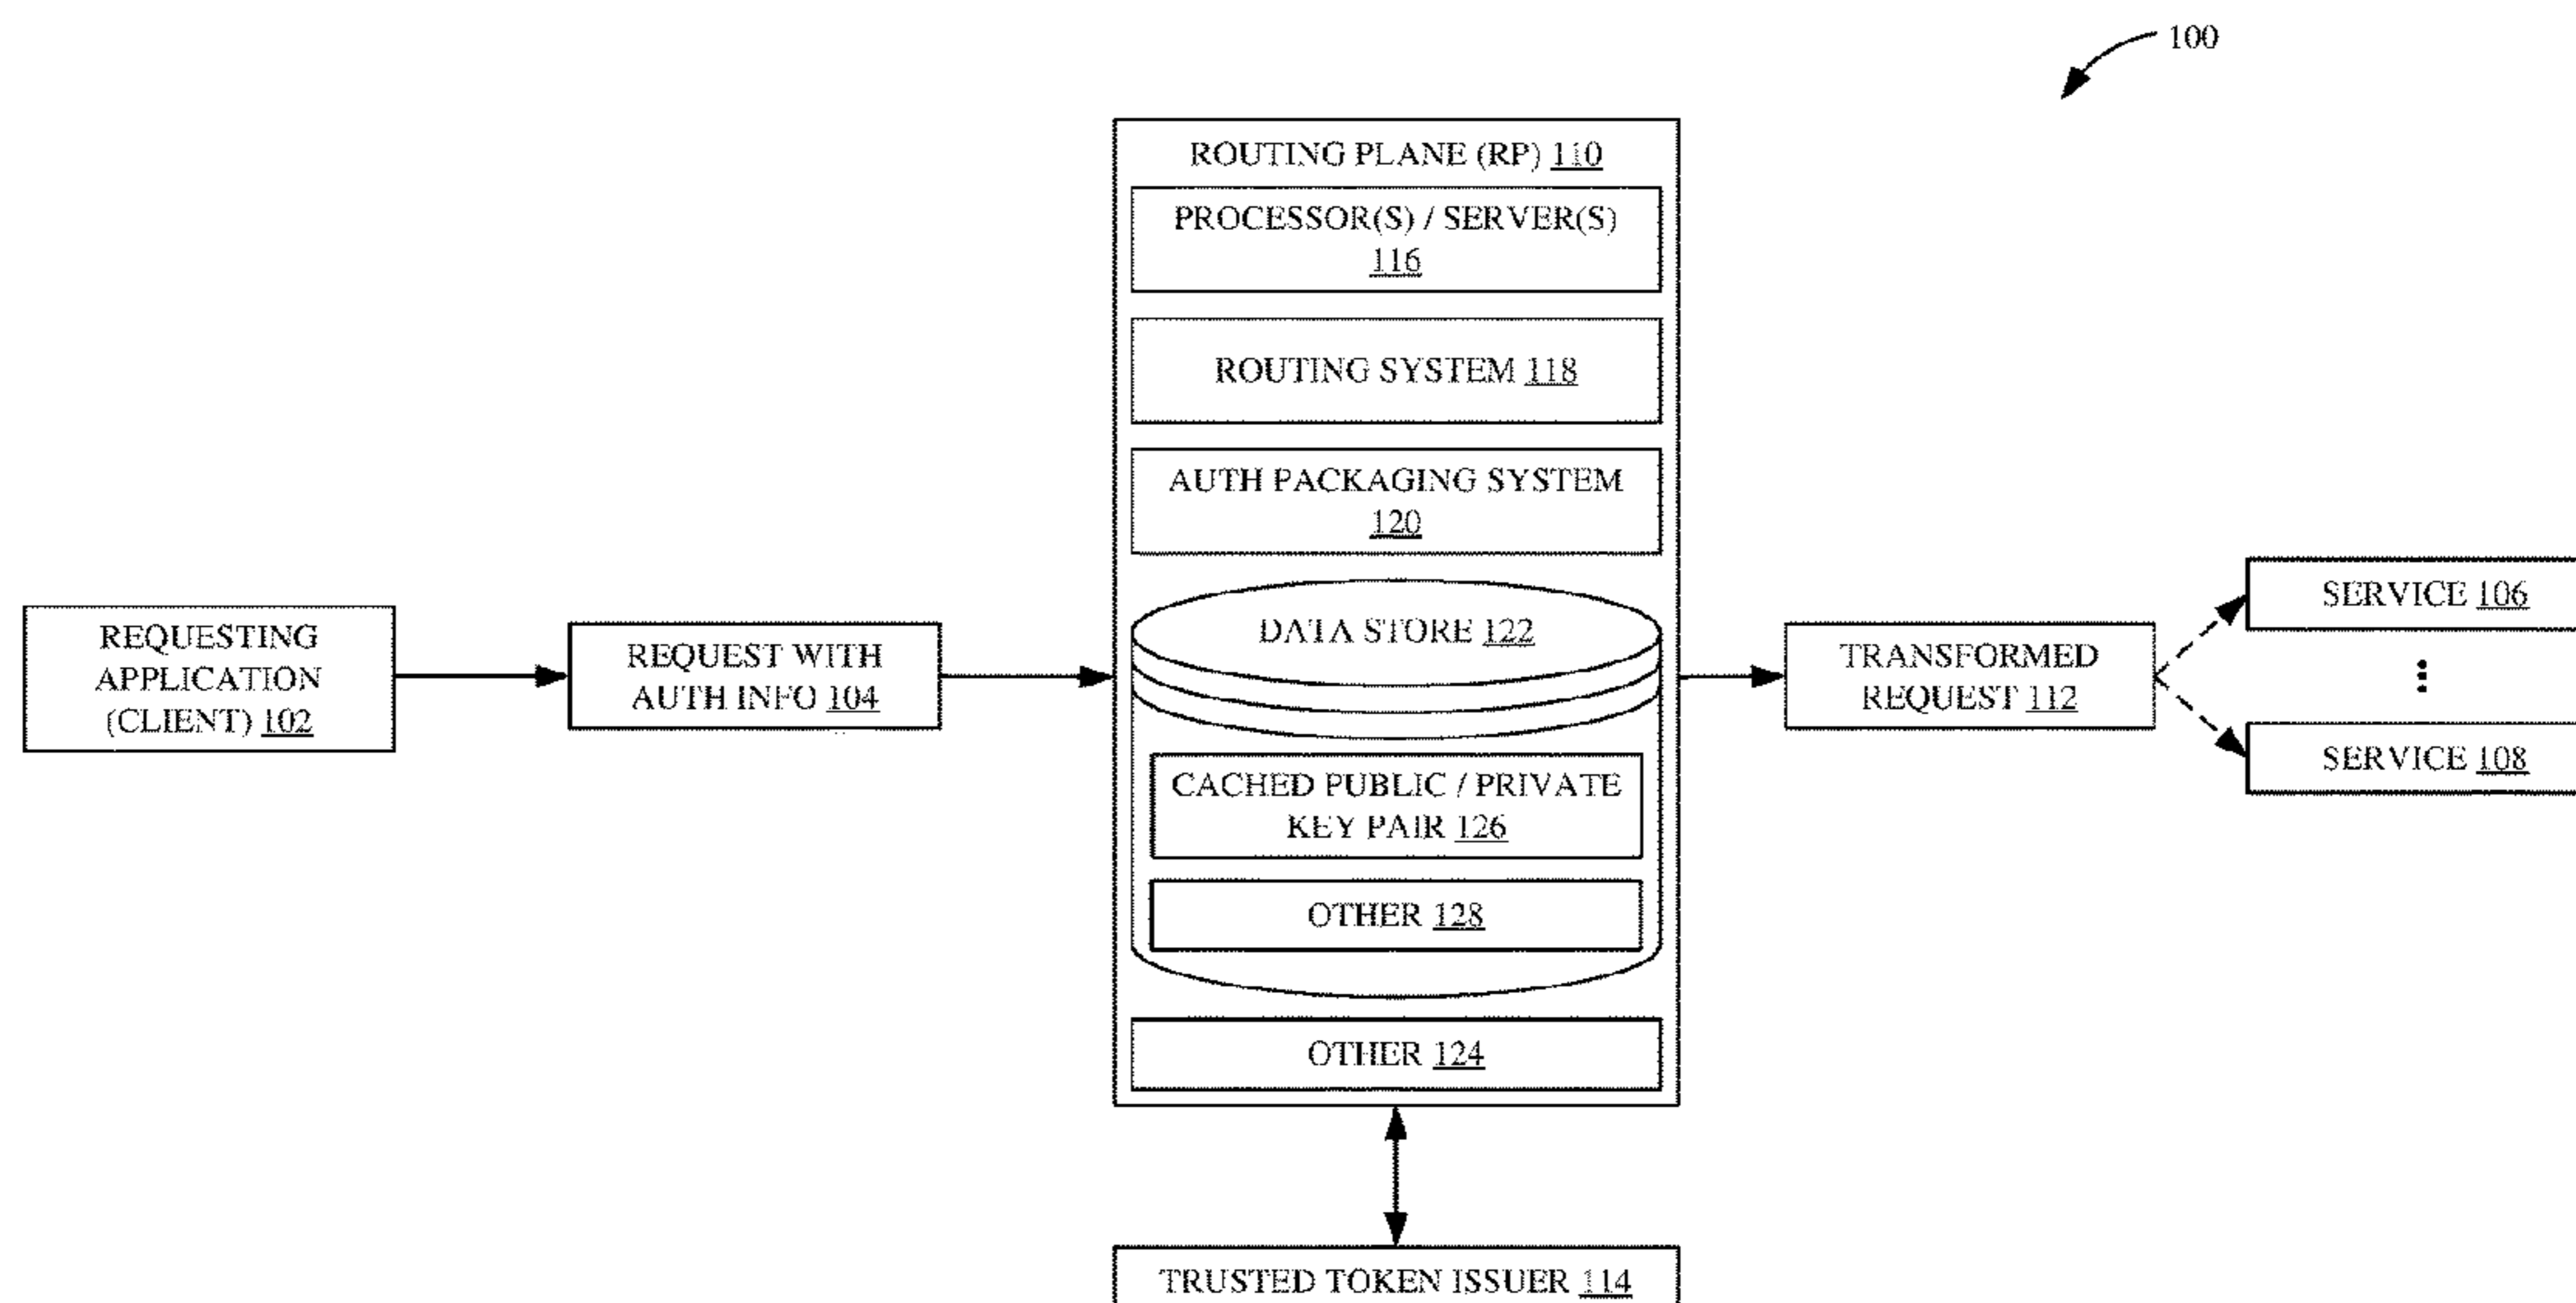 100
ROUTING PLANE (RP) 110
PROCESSOR(S) / SERVER(S)
116
ROUTING SYSTEM 118
AUTH PACKAGING SYSTEM
120
REQUESTING
APPLICATION
(CLIENT) 102
REQUEST WITH
AUTH INFO 104
DATA STORE 122
CACHED PUBLIC / PRIVATE
KEY PAIR 126
OTHER 128
OTHER 124
TRANSFORMED
REQUEST 112
SERVICE 106
SERVICE 108
TRUSTED TOKEN ISSUER 114